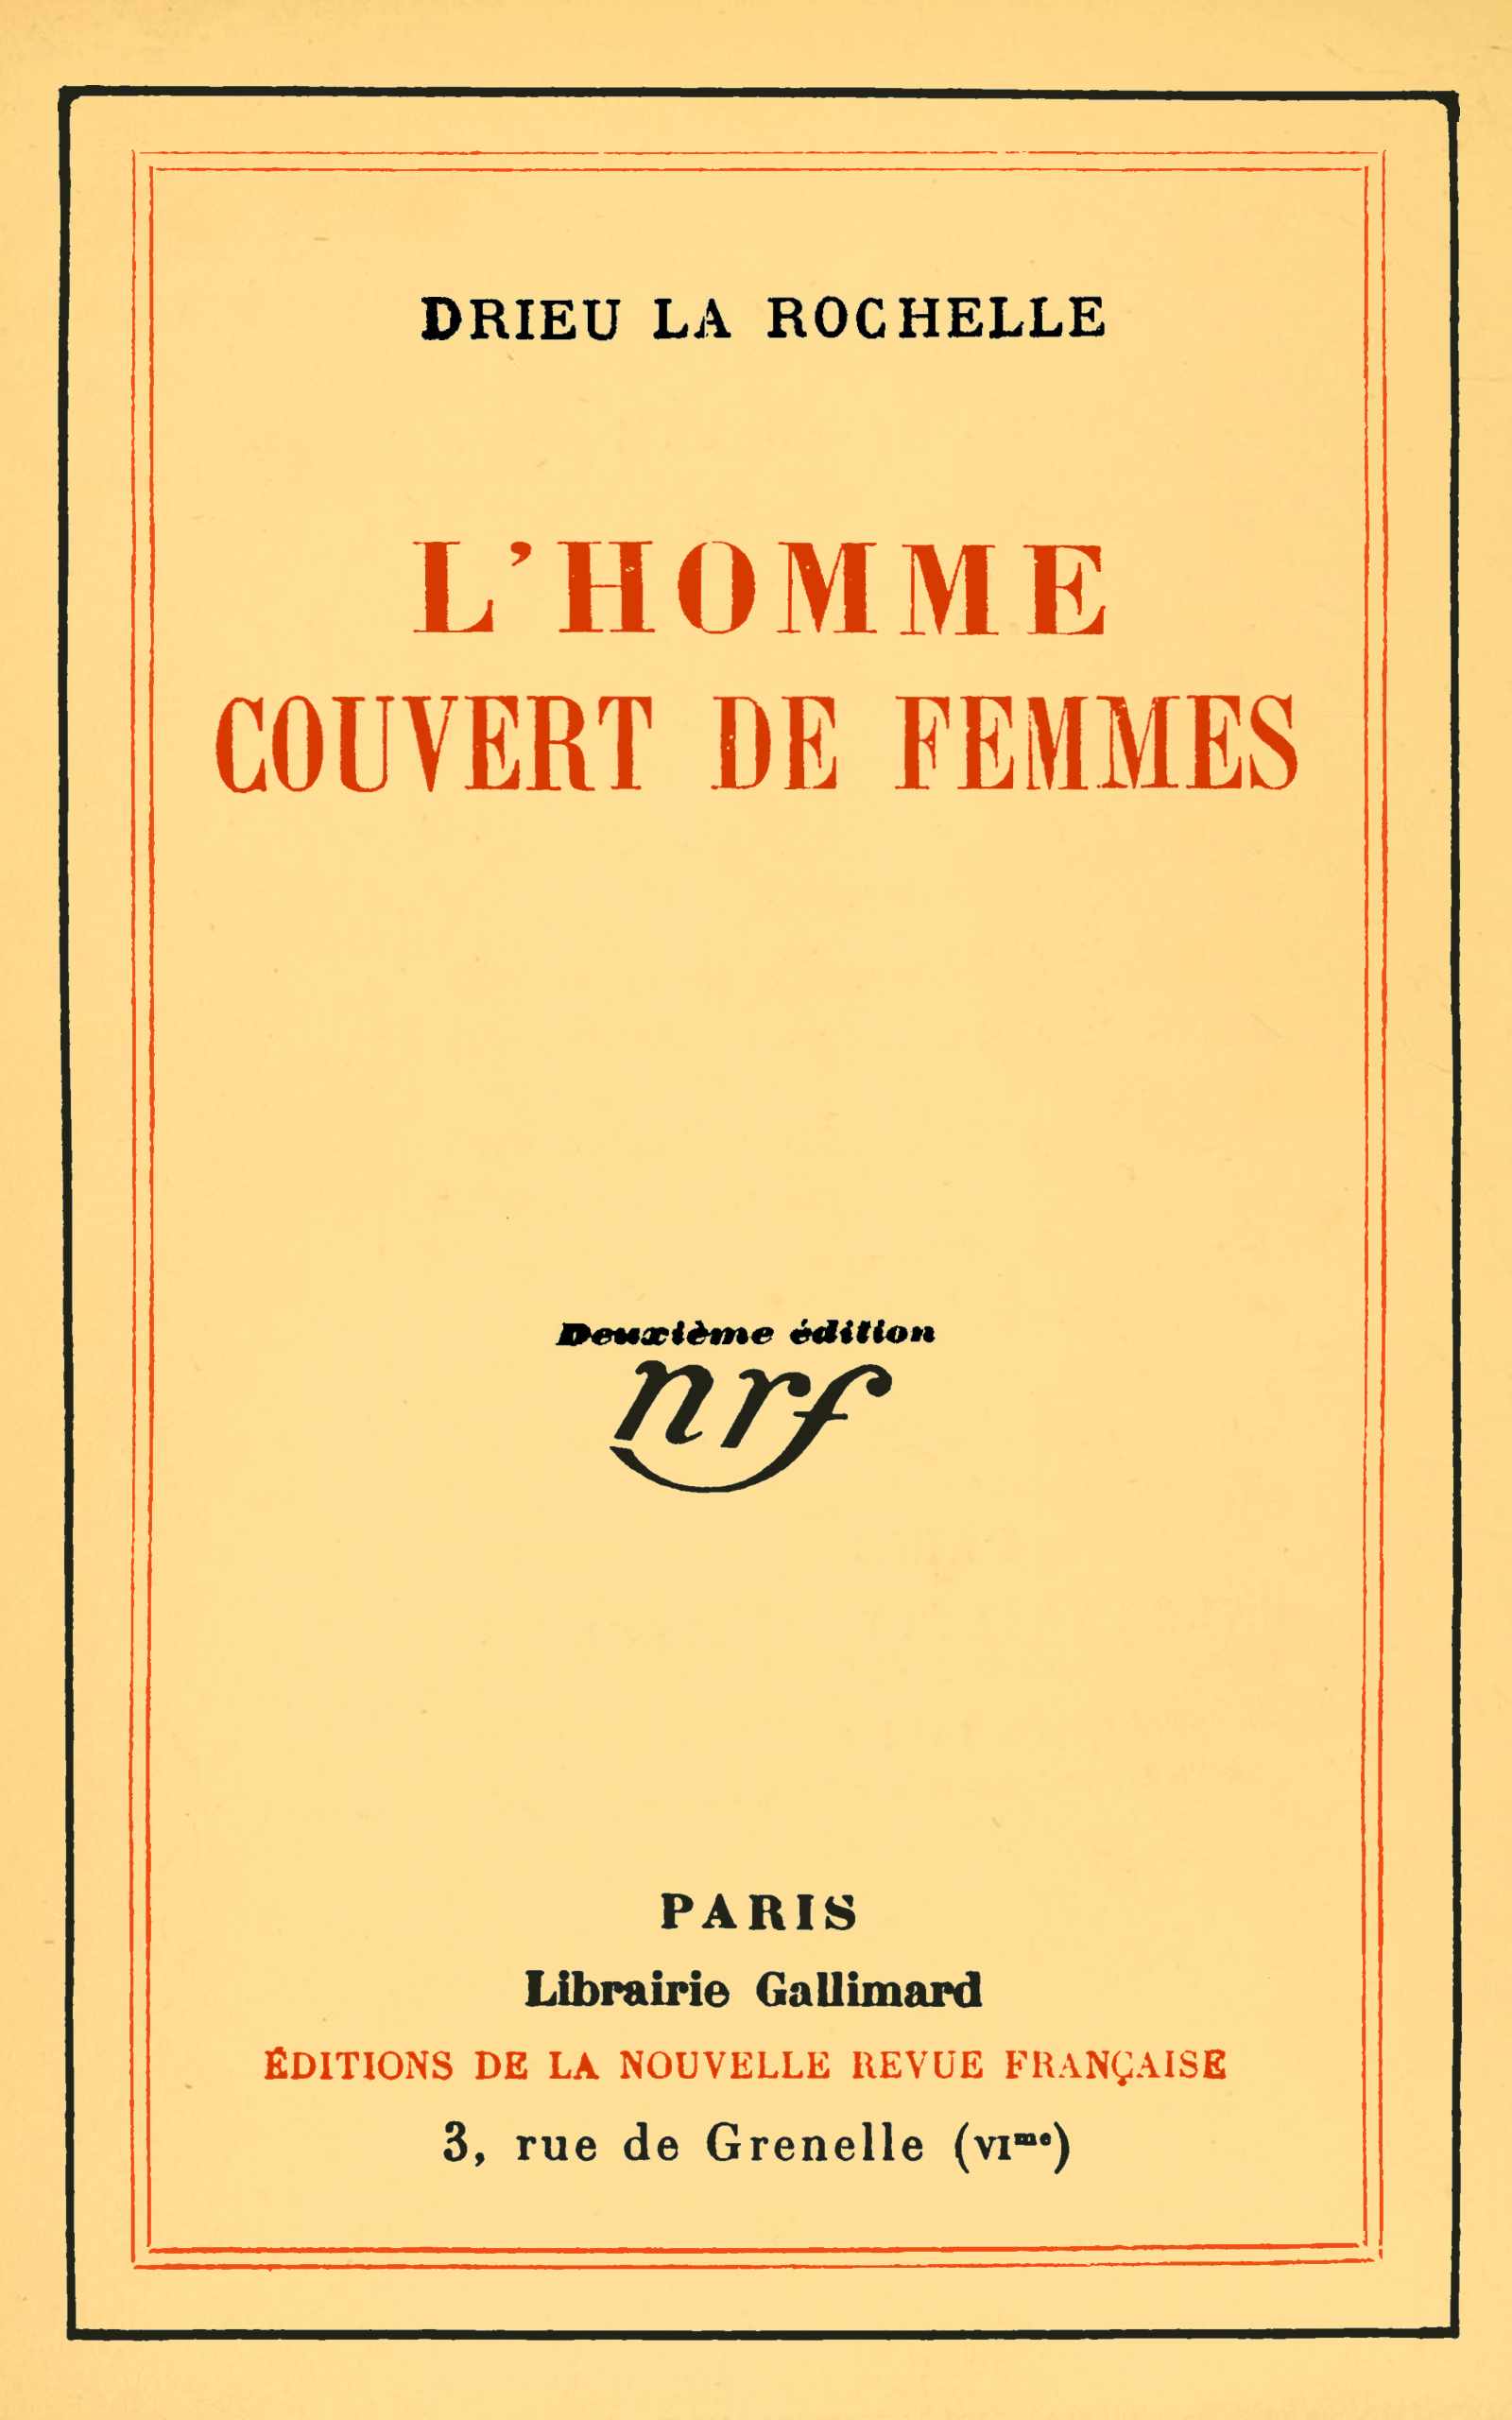 DRIEU LA ROCHELLE
L'HOMME
COUVERT DE FEMMES
Deuxième édition
nrf
PARIS
Librairie Gallimard
ÉDITIONS DE LA NOUVELLE REVUE FRANÇAISE
3, rue de Grenelle (VIme)